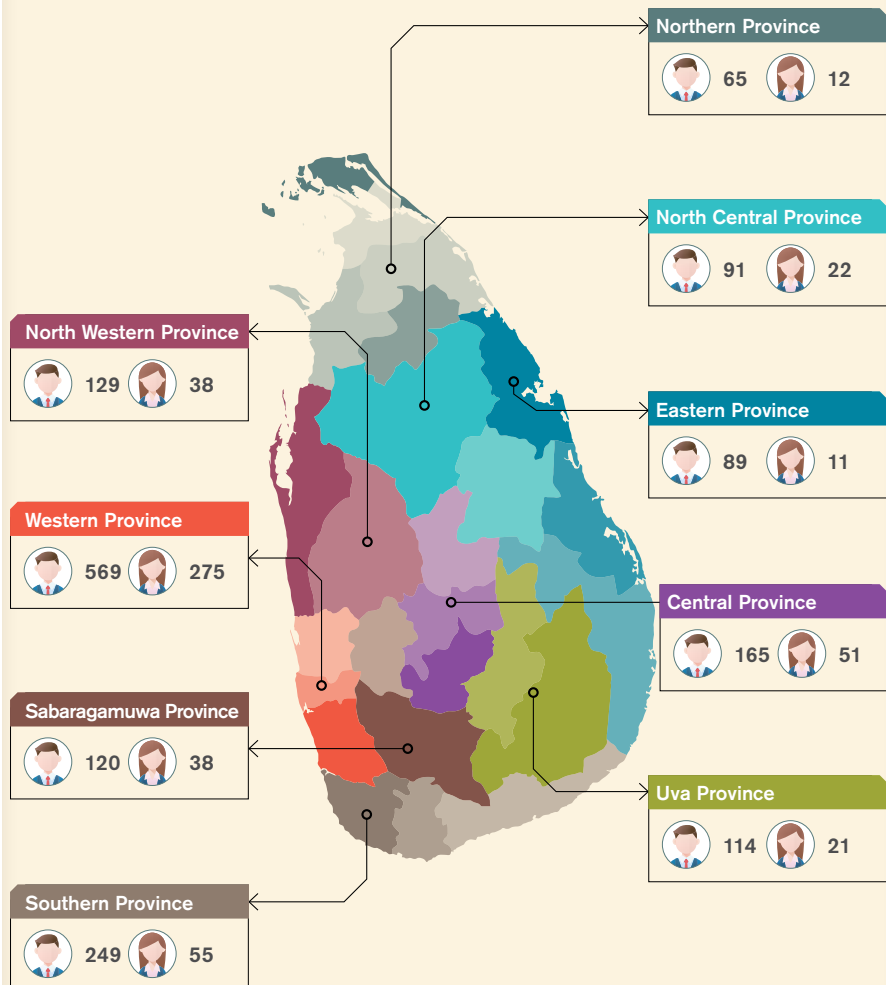 Northern Province
65 12
North Central Province
91 22
North Western Province
129 38
Eastern Province
89 11
Western Province
569 275
Central Province
165 51
Sabaragamuwa Province
120 38
Uva Province
114 21
Southern Province
249 55